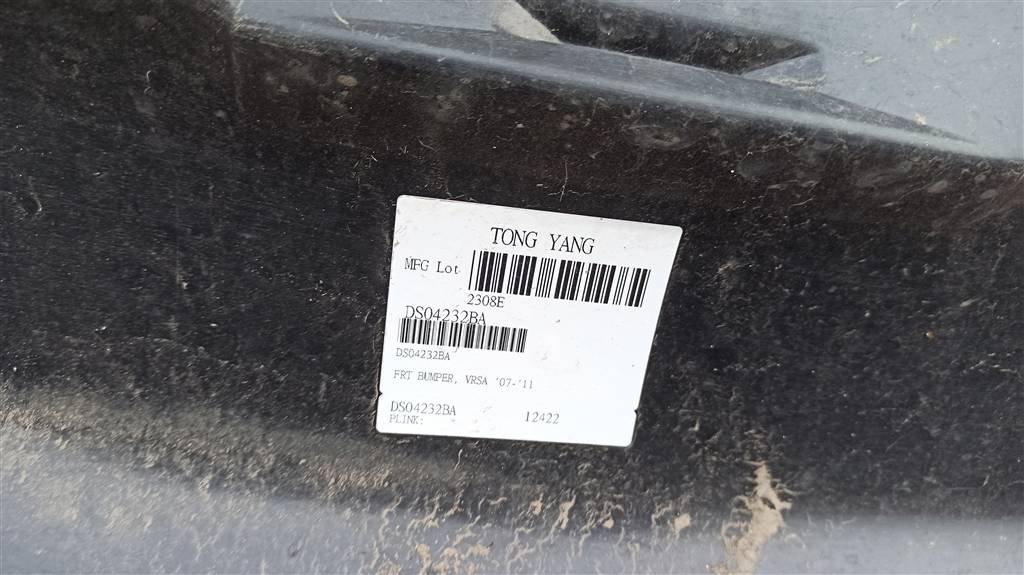 TONG YANG
MFG Lot
2308E
DS04232BA
DS04232BA
FRT BUMPER, VRSA '07-'11
DS04232BA 12422
PLINK: